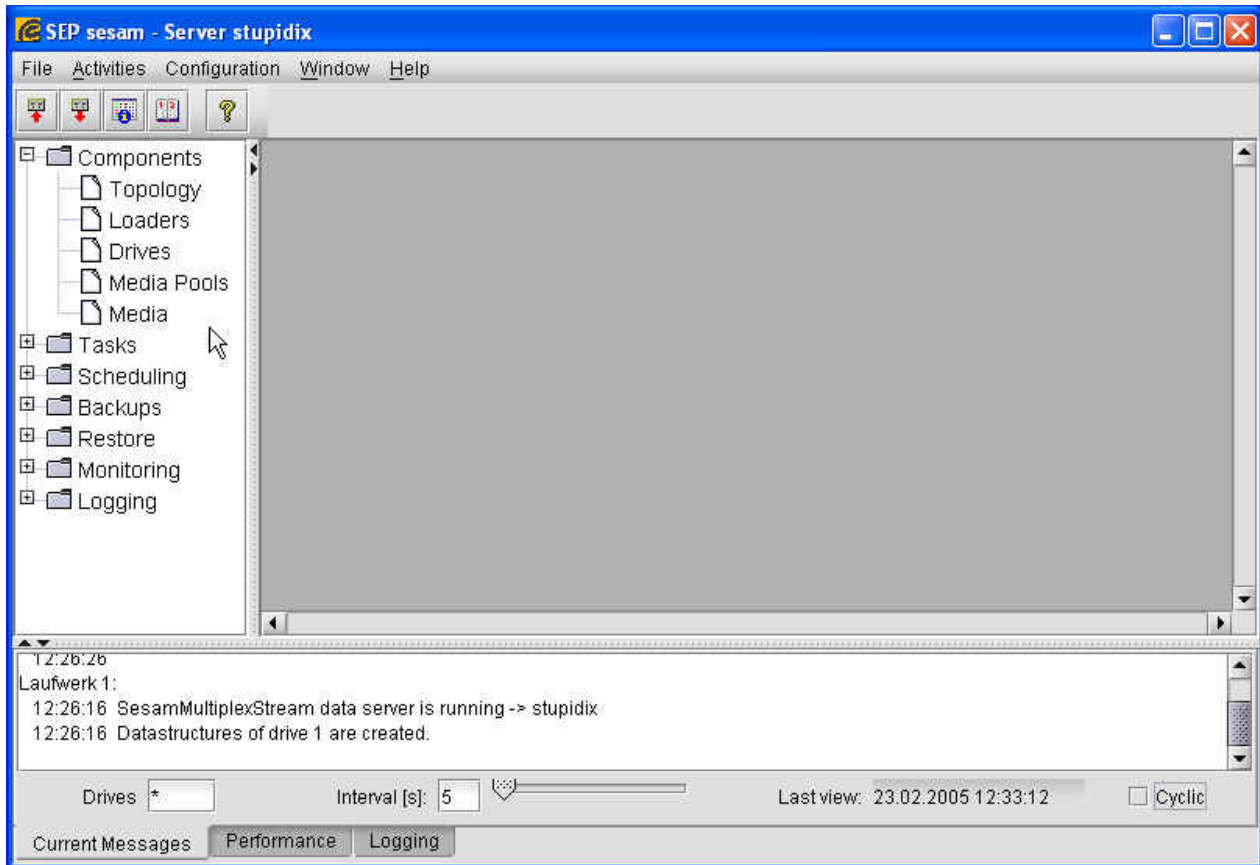 SEP sesam - Server stupidix
File Activities Configuration Window Help
Components
Topology
Loaders
Drives
Media Pools
Media
Tasks
Scheduling
Backups
Restore
Monitoring
Logging
12:26:26
Laufwerk 1:
12:26:16 SesamMultiplexStream data server is running -> stupidix
12:26:16 Datastructures of drive 1 are created.
Drives * Interval [s]: 5 Last view: 23.02.2005 12:33:12 Cyclic
Current Messages Performance Logging